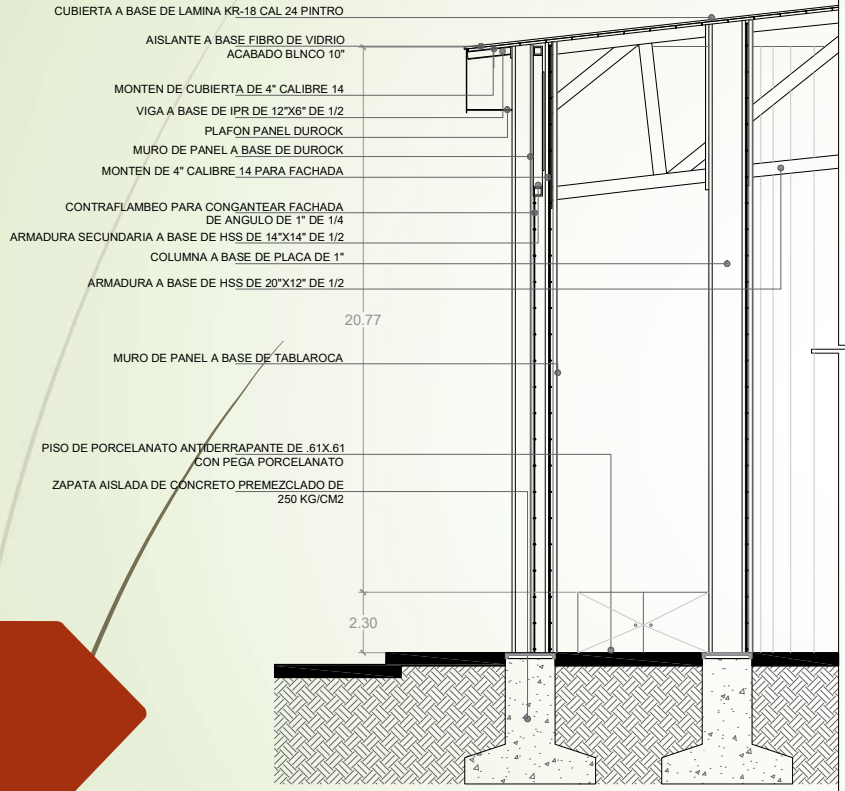 CUBIERTA A BASE DE LAMINA KR-18 CAL 24 PINTRO
AISLANTE A BASE FIBRO DE VIDRIO
ACABADO BLNCO 10"
MONTEN DE CUBIERTA DE 4" CALIBRE 14
VIGA A BASE DE IPR DE 12"X6" DE 1/2
PLAFON PANEL DUROCK
MURO DE PANEL A BASE DE DUROCK
MONTEN DE 4" CALIBRE 14 PARA FACHADA
CONTRAFLAMBEO PARA CONGANTEAR FACHADA
DE ANGULO DE 1" DE 1/4
ARMADURA SECUNDARIA A BASE DE HSS DE 14"X14" DE 1/2
COLUMNA A BASE DE PLACA DE 1"
ARMADURA A BASE DE HSS DE 20"X12" DE 1/2
20.77
MURO DE PANEL A BASE DE TABLAROCA
PISO DE PORCELANATO ANTIDERRAPANTE DE .61X.61
CON PEGA PORCELANATO
ZAPATA AISLADA DE CONCRETO PREMEZCLADO DE
250 KG/CM2
2.30